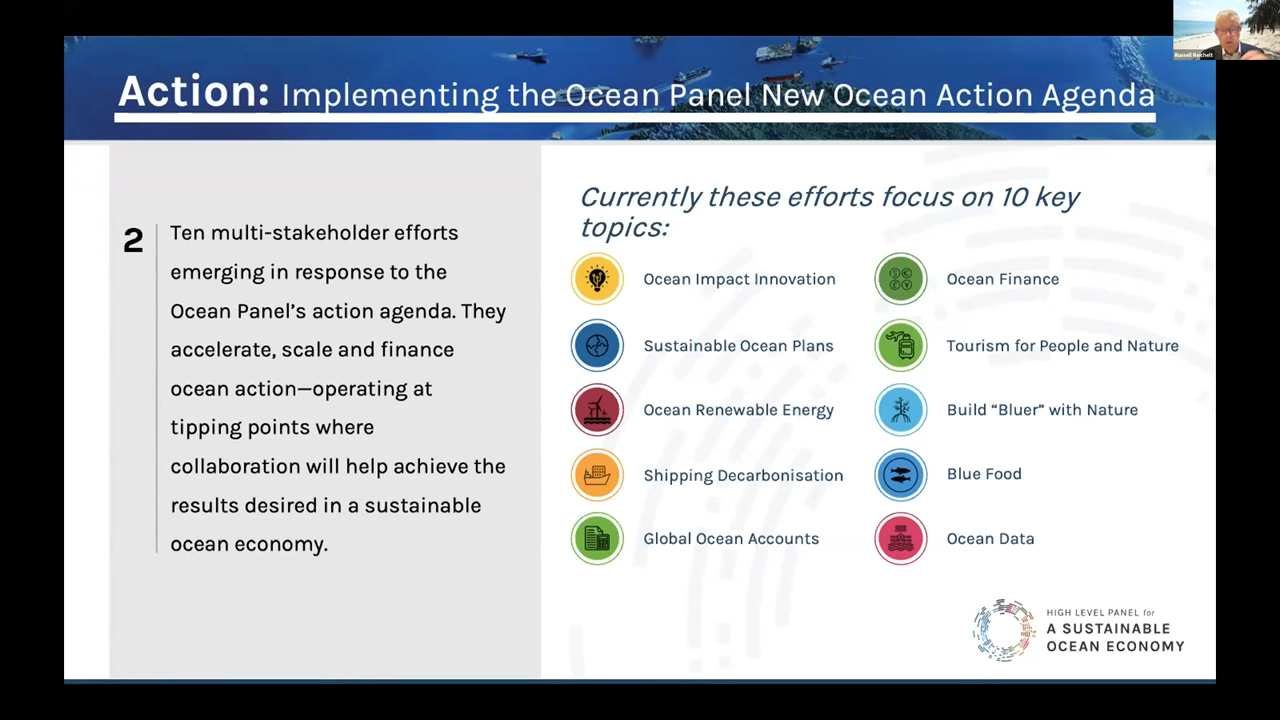 Russell Reichelt
Action: Implementing the Ocean Panel New Ocean Action Agenda
2
Ten multi-stakeholder efforts
emerging in response to the
Ocean Panel's action agenda. They
accelerate, scale and finance
ocean action—operating at
tipping points where
collaboration will help achieve the
results desired in a sustainable
ocean economy.
Currently these efforts focus on 10 key
topics:
Ocean Impact Innovation
Sustainable Ocean Plans
Ocean Renewable Energy
Shipping Decarbonisation
Global Ocean Accounts
Ocean Finance
Tourism for People and Nature
Build “Bluer” with Nature
Blue Food
Ocean Data
HIGH LEVEL PANEL for
A SUSTAINABLE
OCEAN ECONOMY